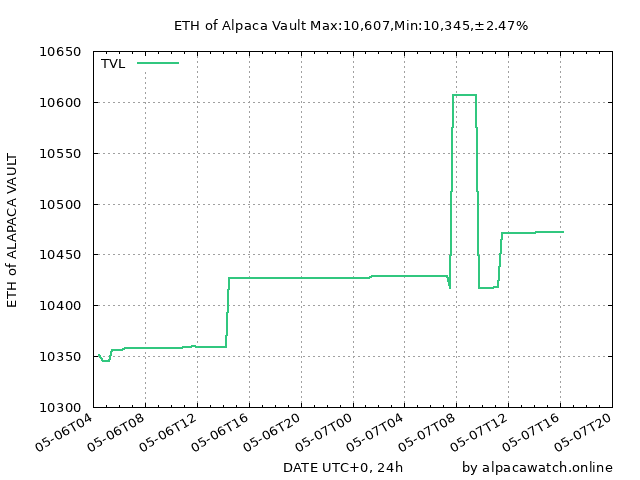 ETH of Alpaca Vault Max:10,607,Min:10,345,±2.47%
TVL
ETH of ALAPACA VAULT
10650
10600
10550
10500
10450
10400
10350
10300
05-06T04
05-06T08
05-06T12
05-06T16
05-06T20
05-07T00
05-07T04
05-07T08
05-07T12
05-07T16
05-07T20
DATE UTC+0, 24h
by alpacawatch.online